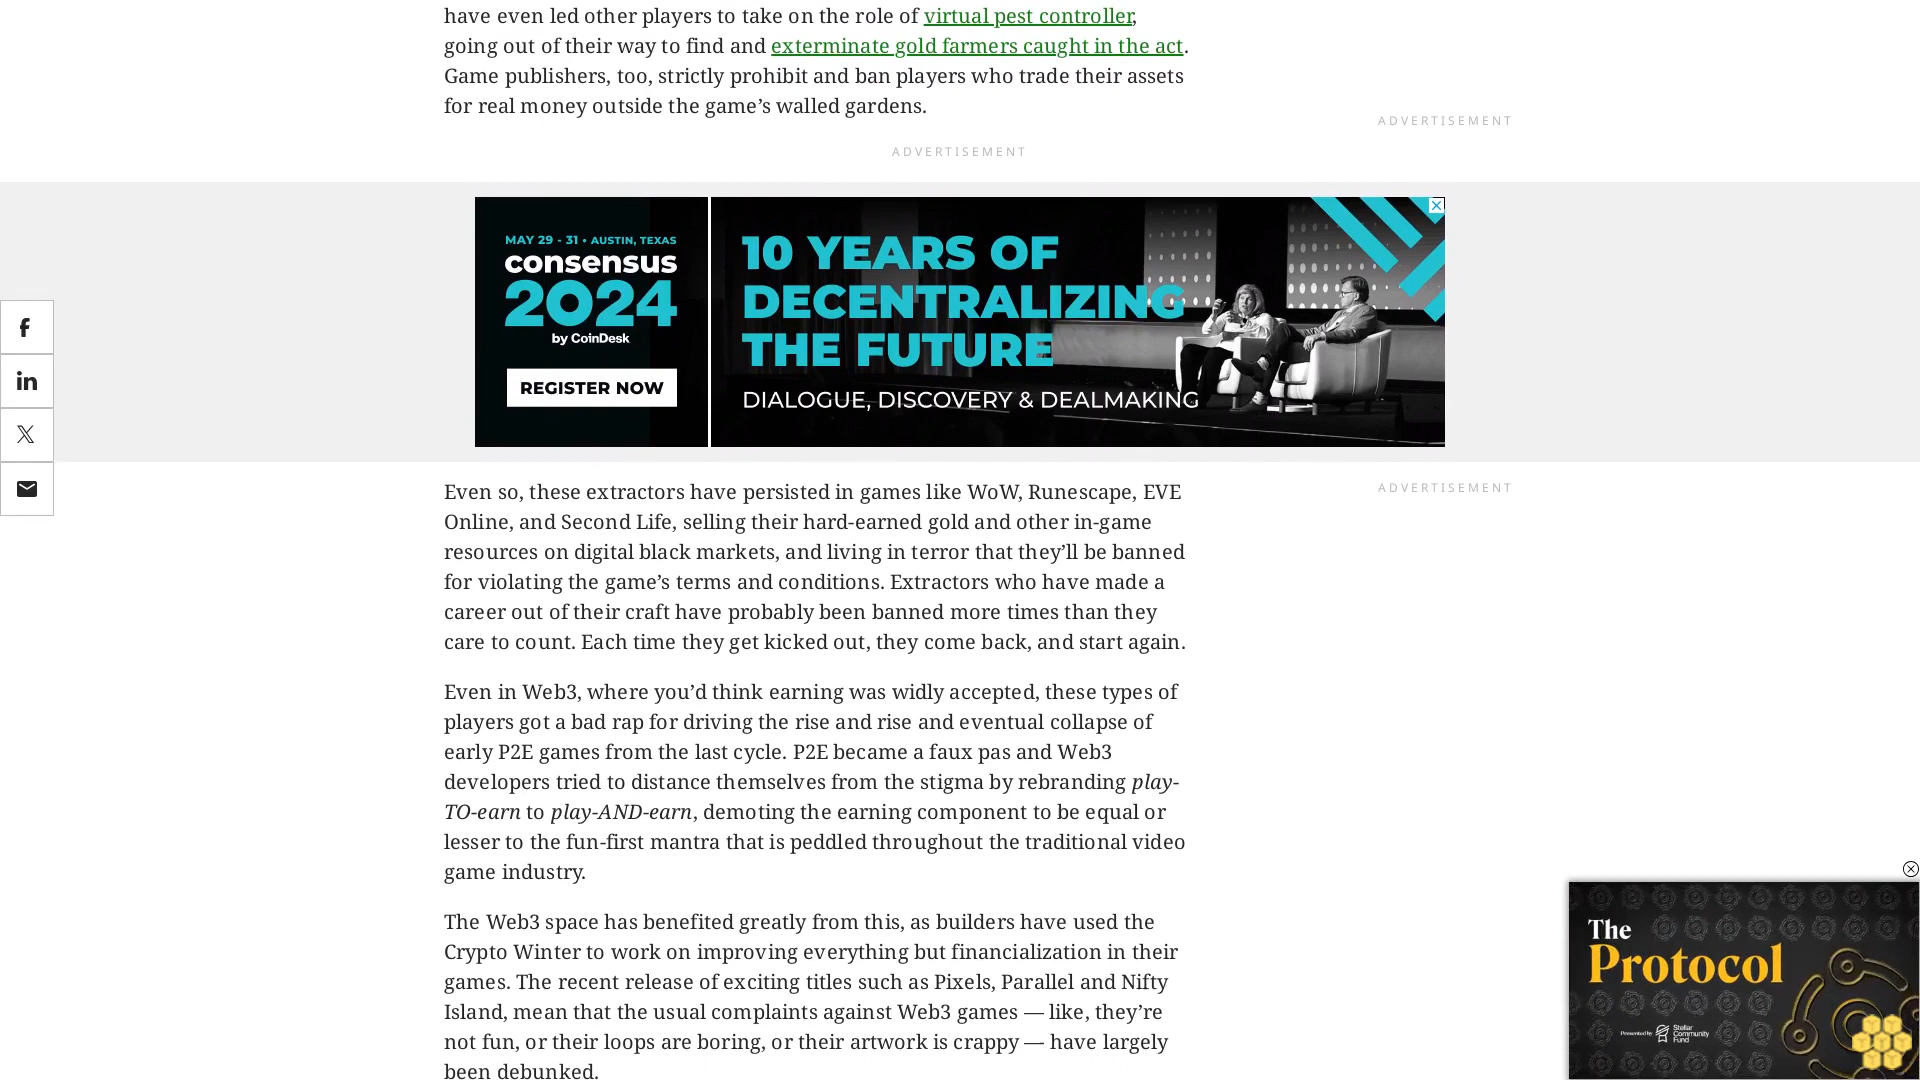 have even led other players to take on the role of virtual pest controller,
going out of their way to find and exterminate gold farmers caught in the act.
Game publishers, too, strictly prohibit and ban players who trade their assets
for real money outside the game’s walled gardens.
ADVERTISEMENT
ADVERTISEMENT
MAY 29 - 31 • AUSTIN, TEXAS
consensus
2024
by CoinDesk
REGISTER NOW
10 YEARS OF
DECENTRALIZING
THE FUTURE
DIALOGUE, DISCOVERY & DEALMAKING
Even so, these extractors have persisted in games like WoW, Runescape, EVE
Online, and Second Life, selling their hard-earned gold and other in-game
resources on digital black markets, and living in terror that they’ll be banned
for violating the game’s terms and conditions. Extractors who have made a
career out of their craft have probably been banned more times than they
care to count. Each time they get kicked out, they come back, and start again.
ADVERTISEMENT
Even in Web3, where you’d think earning was widly accepted, these types of
players got a bad rap for driving the rise and rise and eventual collapse of
early P2E games from the last cycle. P2E became a faux pas and Web3
developers tried to distance themselves from the stigma by rebranding play-
TO-earn to play-AND-earn, demoting the earning component to be equal or
lesser to the fun-first mantra that is peddled throughout the traditional video
game industry.
The Web3 space has benefited greatly from this, as builders have used the
Crypto Winter to work on improving everything but financialization in their
games. The recent release of exciting titles such as Pixels, Parallel and Nifty
Island, mean that the usual complaints against Web3 games — like, they’re
not fun, or their loops are boring, or their artwork is crappy — have largely
been debunked.
The
Protocol
Presented by
Stellar
Community
Fund